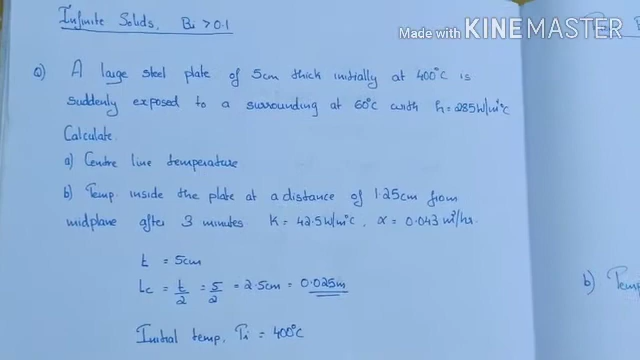 Infinite Solids, Bi > 0.1
Made with KINEMASTER
Q) A large steel plate of 5cm thick initially at 400°C is
suddenly exposed to a surrounding at 60°C with h = 285W/m²°C
Calculate
a) Centre line temperature
b) Temp. inside the plate at a distance of 1.25cm from
midplane after 3 minutes. K = 42.5W/m°C, α = 0.043 m²/hr.
t = 5cm
Lc = t/2 = 5/2 = 2.5cm = 0.025m
Initial temp, Ti = 400°C
b) Temp